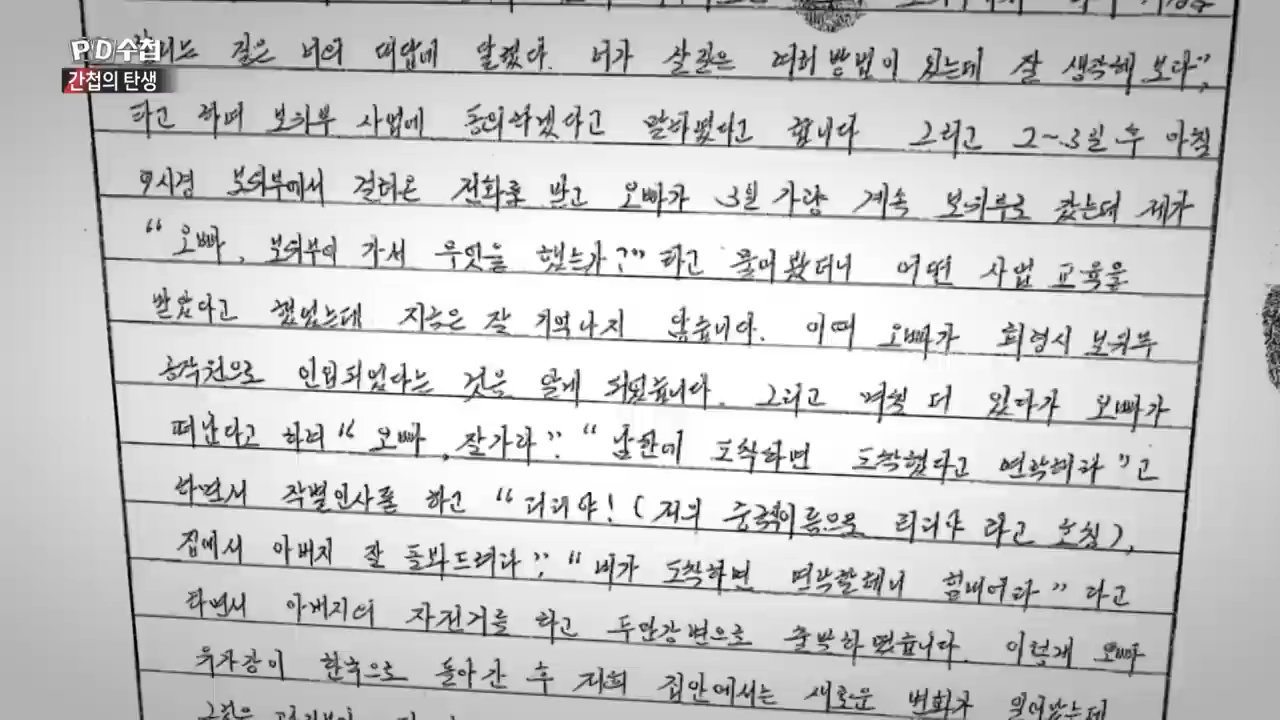 PD수첩
간첩의 탄생
걸은 너의 대답에 달렸다. 너가 살길은 여러 방법이 있는데 잘 생각해 보다",
라고 하며 보위부 사업에 동의하겠다고 말하였다고 합니다 그리고 2~3일 후 아침
9시경 보위부에서 걸려온 전화를 받고 오빠가 3일 가량 계속 보위부로 갔는데 제가
"오빠, 보위부에 가서 무엇을 했는가?"라고 물어봤더니 어떤 사업 교육을
받았다고 했었는데 지금은 잘 기억나지 않습니다. 이때 오빠가 회령시 보위부
공작원으로 인입되었다는 것은 알게 되었습니다. 그리고 며칠 더 있다가 오빠가
떠난다고 하여 "오빠, 잘가라". "남한에 도착하면 도착했다고 연락해라"고
하면서 작별인사를 하고 "리리야! (저의 중국이름으로 리리야 라고 호칭),
집에서 아버지 잘 돌봐드려라". "내가 도착하면 연락할테니 힘내여라" 라고
하면서 아버지의 자전거를 타고 두만강변으로 출발하였습니다. 이렇게 오빠
유가강이 한국으로 돌아간 후 저희 집안에서는 새로운 변화가 일어났는데
그것은